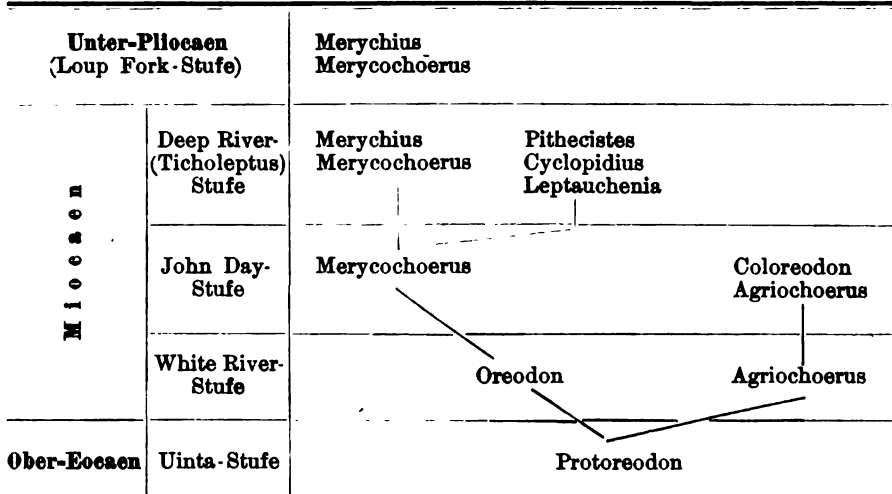 Unter-Pliocaen
(Loup Fork-Stufe)
Merychius
Merycochoerus
Miocaen
Deep River-
(Ticholeptus)
Stufe
Merychius
Merycochoerus
Pithecistes
Cyclopidius
Leptauchenia
John Day-
Stufe
Merycochoerus
Coloreodon
Agriochoerus
White River-
Stufe
Oreodon
Agriochoerus
Ober-Eocaen
Uinta-Stufe
Protoreodon